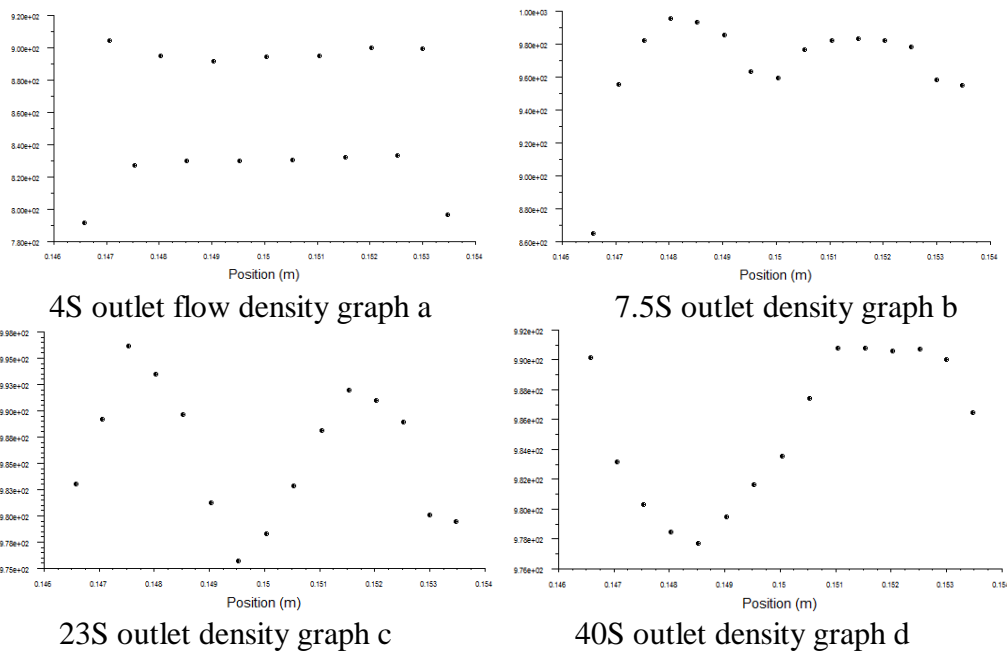 9.20e+02
9.00e+02
8.80e+02
8.60e+02
8.40e+02
8.20e+02
8.00e+02
7.80e+02
0.146 0.147 0.148 0.149 0.15 0.151 0.152 0.153 0.154
Position (m)
4S outlet flow density graph a
1.00e+03
9.80e+02
9.60e+02
9.40e+02
9.20e+02
9.00e+02
8.80e+02
8.60e+02
0.146 0.147 0.148 0.149 0.15 0.151 0.152 0.153 0.154
Position (m)
7.5S outlet density graph b
9.98e+02
9.95e+02
9.93e+02
9.90e+02
9.88e+02
9.85e+02
9.83e+02
9.80e+02
9.78e+02
9.75e+02
0.146 0.147 0.148 0.149 0.15 0.151 0.152 0.153 0.154
Position (m)
23S outlet density graph c
9.92e+02
9.90e+02
9.88e+02
9.86e+02
9.84e+02
9.82e+02
9.80e+02
9.78e+02
9.76e+02
0.146 0.147 0.148 0.149 0.15 0.151 0.152 0.153 0.154
Position (m)
40S outlet density graph d